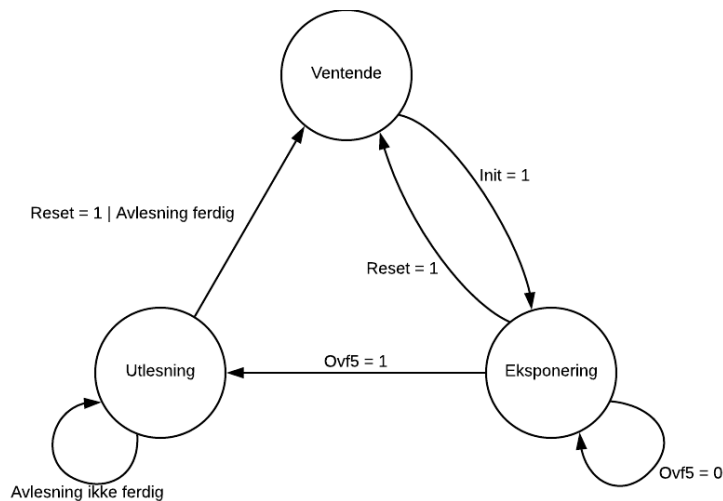 Ventende
Init = 1
Reset = 1 | Avlesning ferdig
Reset = 1
Utlesning
Ovf5 = 1
Eksponering
Avlesning ikke ferdig
Ovf5 = 0